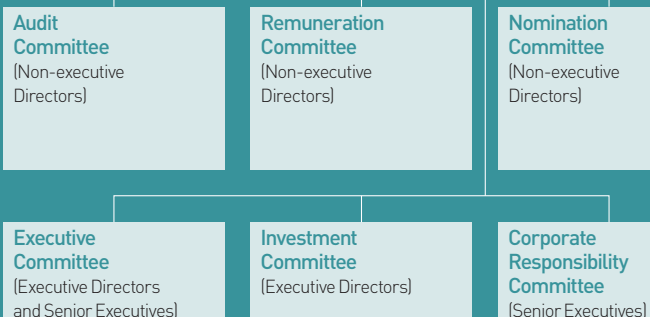 Audit
Committee
(Non-executive
Directors)
Remuneration
Committee
(Non-executive
Directors)
Nomination
Committee
(Non-executive
Directors)
Executive
Committee
(Executive Directors
and Senior Executives)
Investment
Committee
(Executive Directors)
Corporate
Responsibility
Committee
(Senior Executives)